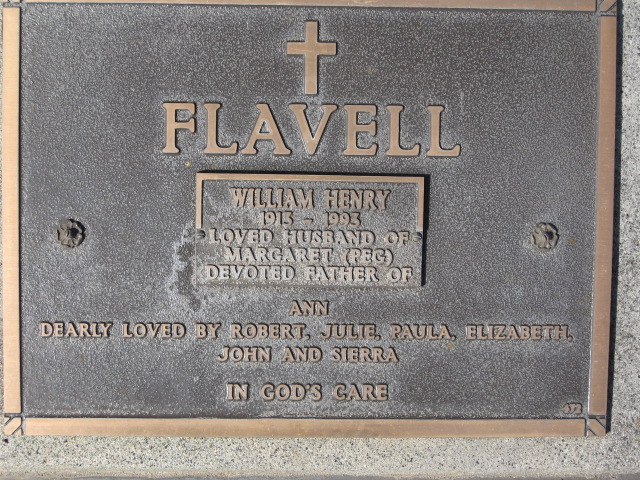 FLAVELL
WILLIAM HENRY
1915 - 1993
LOVED HUSBAND OF
MARGARET (PEG)
DEVOTED FATHER OF
ANN
DEARLY LOVED BY ROBERT, JULIE, PAULA, ELIZABETH,
JOHN AND SIERRA
IN GOD'S CARE